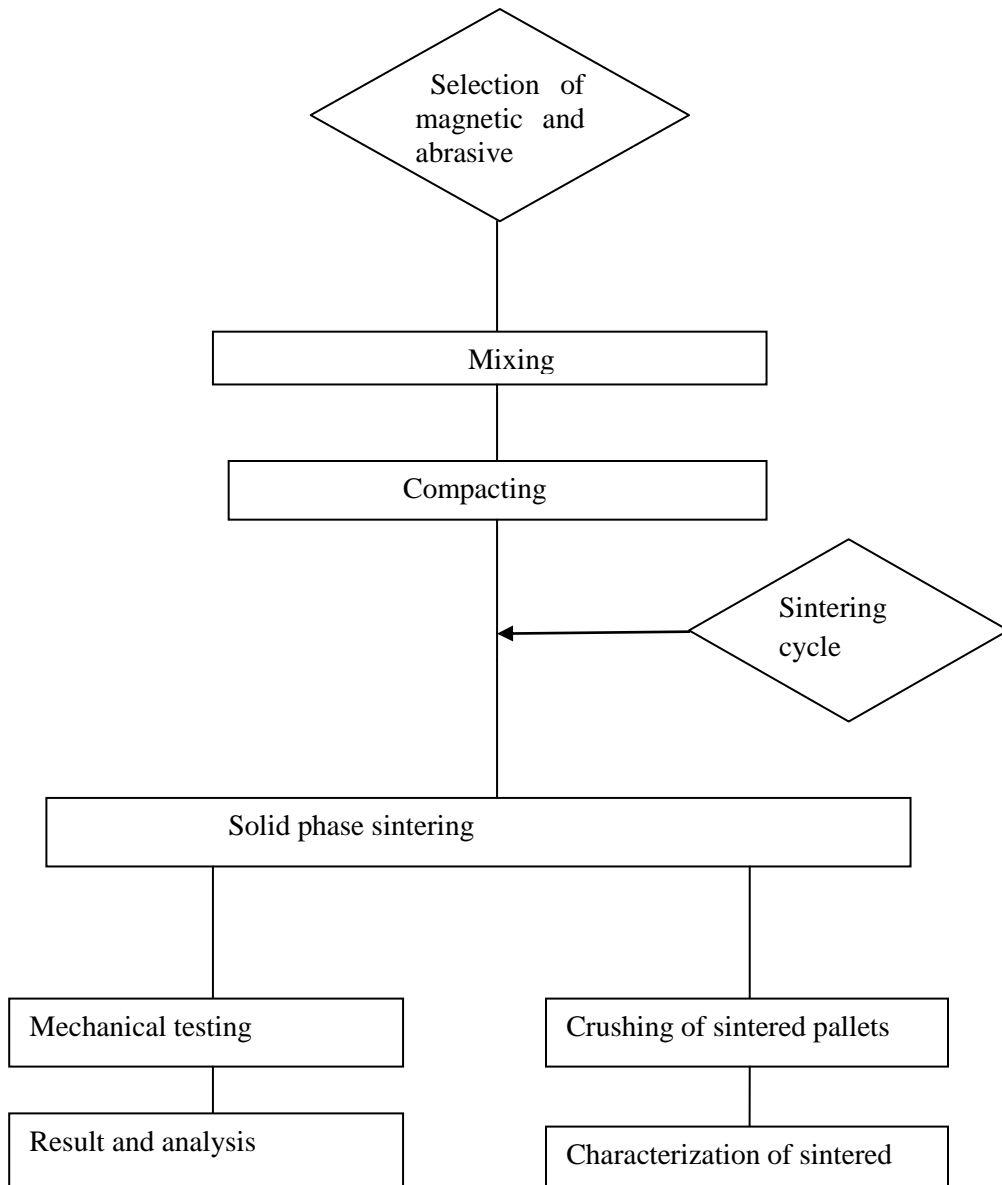 Selection of
magnetic and
abrasive
Mixing
Compacting
Sintering
cycle
Solid phase sintering
Mechanical testing
Crushing of sintered pallets
Result and analysis
Characterization of sintered